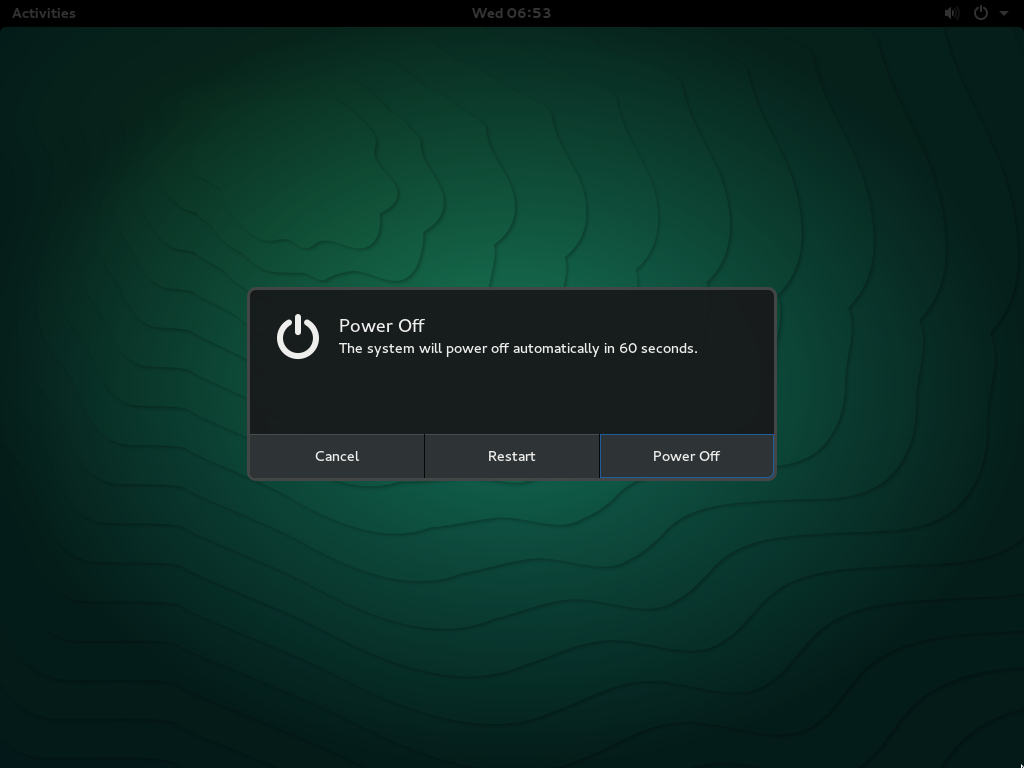 Activities
Wed 06:53
Power Off
The system will power off automatically in 60 seconds.
Cancel
Restart
Power Off